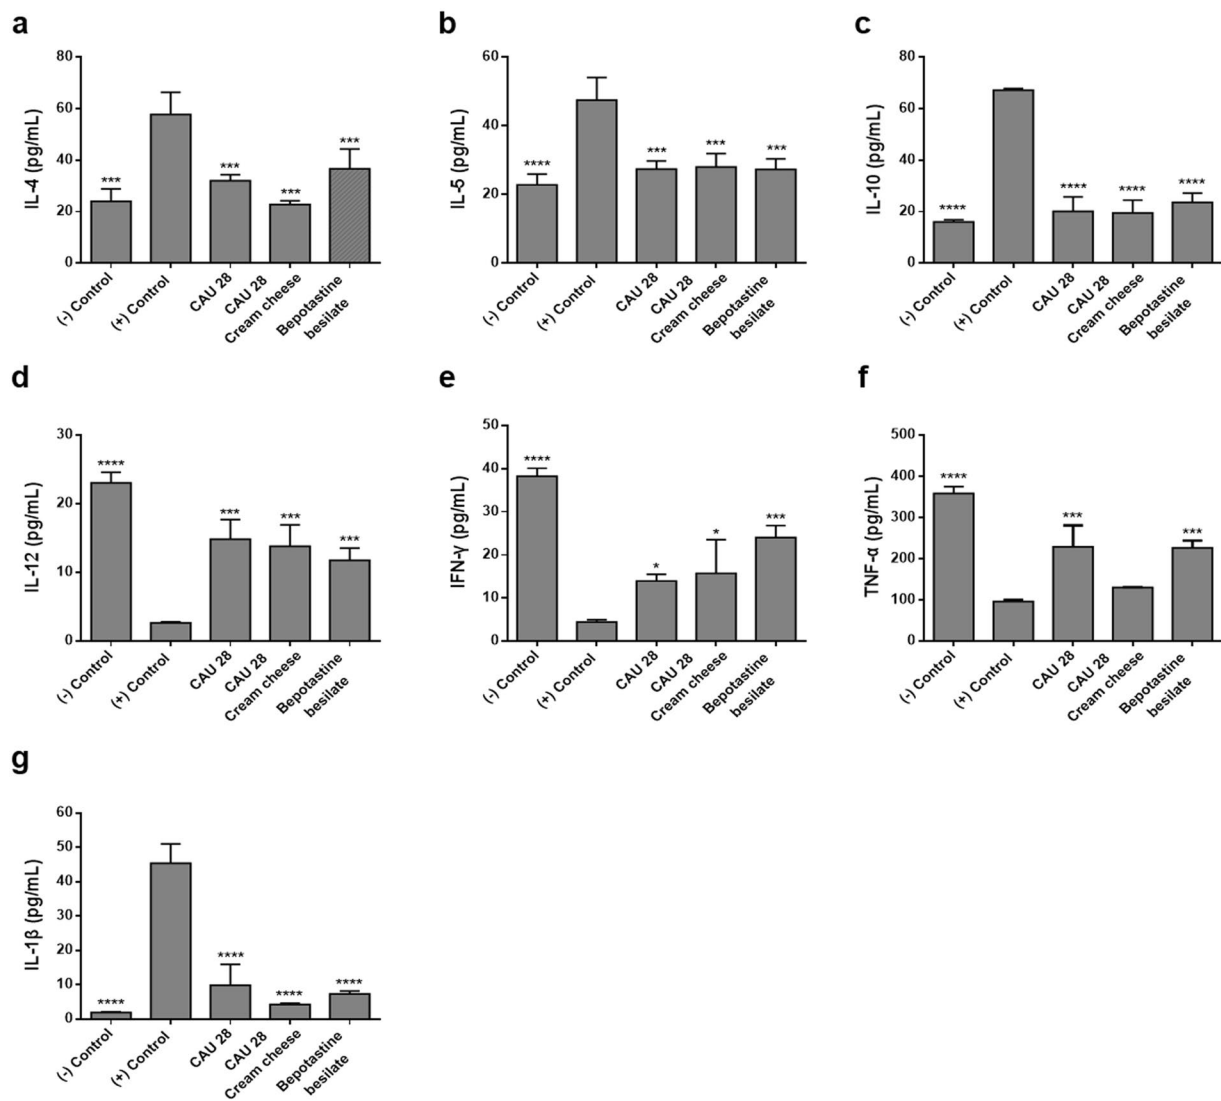 a
IL-4 (pg/mL)
80
60
40
20
0
***
***
***
***
(-) Control
(+) Control
CAU 28
CAU 28
Cream cheese
Bepotastine
besilate
b
IL-5 (pg/mL)
60
40
20
0
****
***
***
***
(-) Control
(+) Control
CAU 28
CAU 28
Cream cheese
Bepotastine
besilate
c
IL-10 (pg/mL)
80
60
40
20
0
****
****
****
****
(-) Control
(+) Control
CAU 28
CAU 28
Cream cheese
Bepotastine
besilate
d
IL-12 (pg/mL)
30
20
10
0
****
***
***
***
(-) Control
(+) Control
CAU 28
CAU 28
Cream cheese
Bepotastine
besilate
e
IFN-γ (pg/mL)
50
40
30
20
10
0
****
*
*
***
(-) Control
(+) Control
CAU 28
CAU 28
Cream cheese
Bepotastine
besilate
f
TNF-α (pg/mL)
500
400
300
200
100
0
****
***
***
(-) Control
(+) Control
CAU 28
CAU 28
Cream cheese
Bepotastine
besilate
g
IL-1β (pg/mL)
60
50
40
30
20
10
0
****
****
****
****
(-) Control
(+) Control
CAU 28
CAU 28
Cream cheese
Bepotastine
besilate